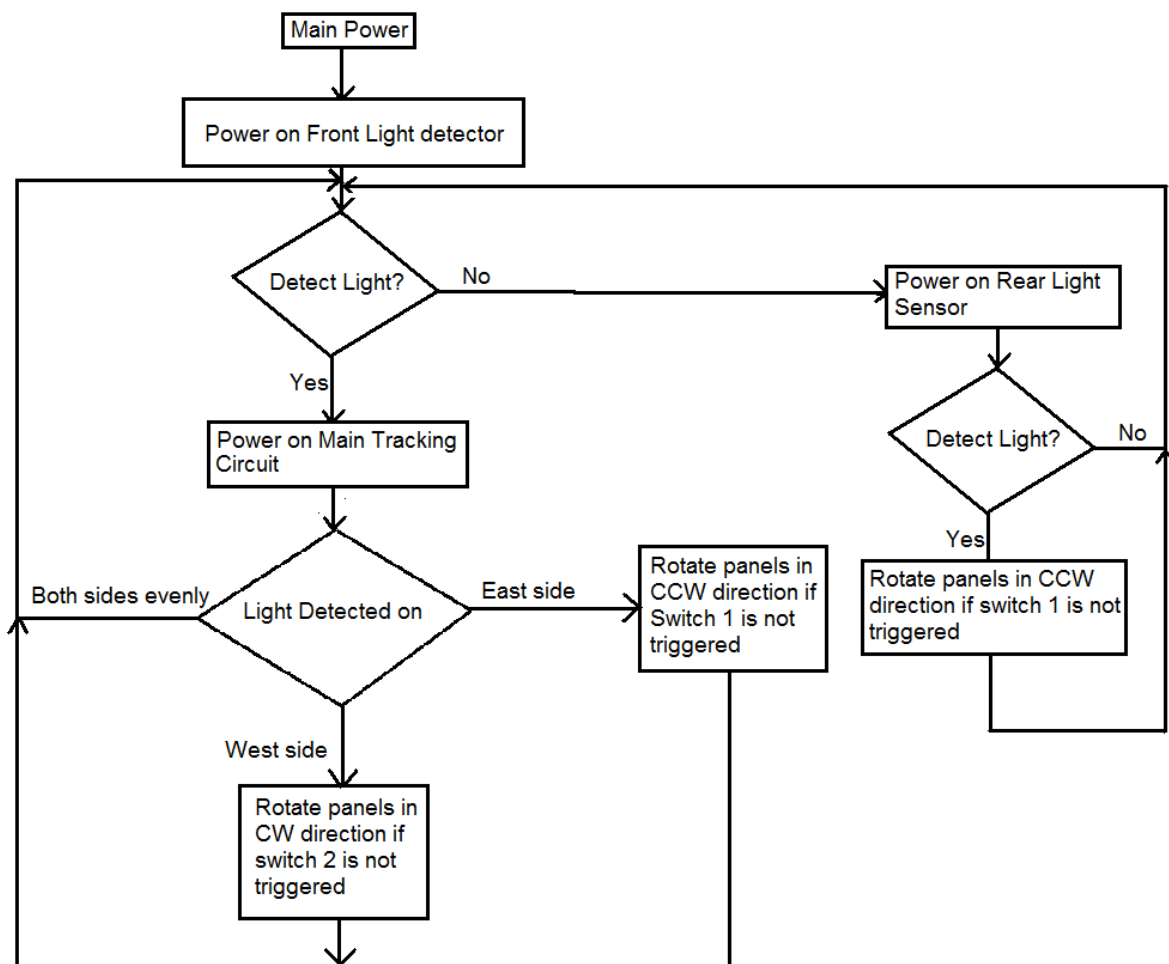 Main Power
Power on Front Light detector
Detect Light?
No
Power on Rear Light
Sensor
Yes
Detect Light?
No
Power on Main Tracking
Circuit
Yes
Both sides evenly
Light Detected on
East side
Rotate panels in
CCW direction if
Switch 1 is not
triggered
Rotate panels in CCW
direction if switch 1 is not
triggered
West side
Rotate panels in
CW direction if
switch 2 is not
triggered